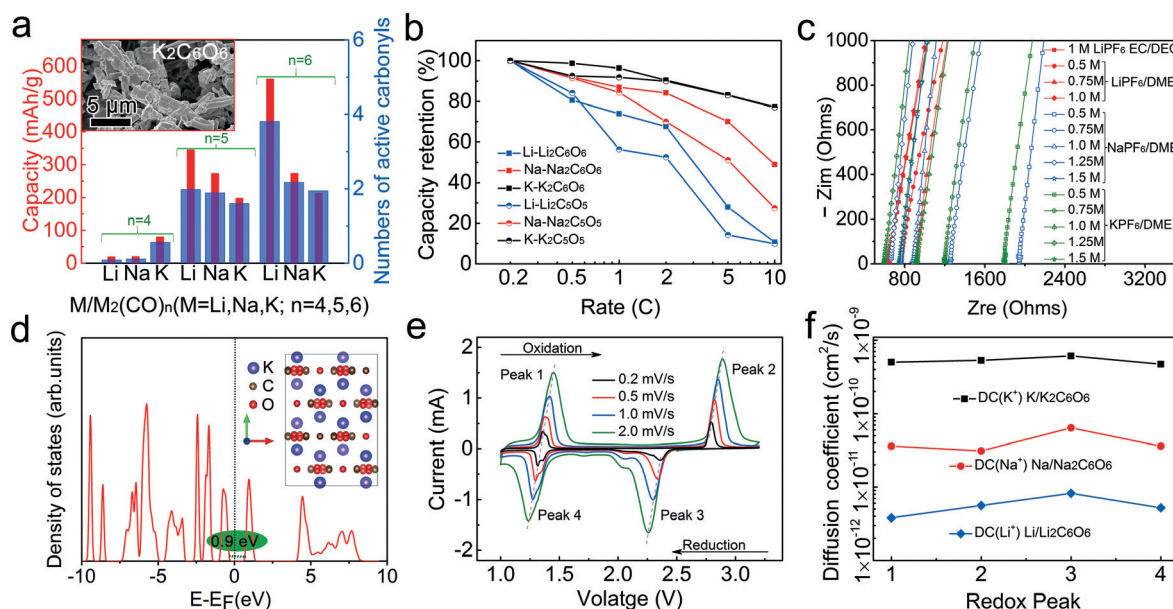 a
K2C6O6
5 µm
Capacity (mAh/g)
600
500
400
300
200
100
0
n=4
n=5
n=6
Li Na K Li Na K Li Na K
6
4
2
0
Numbers of active carbonyls
M/M2(CO)n(M=Li,Na,K; n=4,5,6)
b
Capacity retention (%)
100
80
60
40
20
0
Li-Li2C6O6
Na-Na2C6O6
K-K2C6O6
Li-Li2C5O5
Na-Na2C5O5
K-K2C5O5
0.2 0.5 1 2 5 10
Rate (C)
c
– Zim (Ohms)
1000
800
600
400
200
0
1 M LiPF6 EC/DEC
0.5 M
0.75M
1.0 M
LiPF6/DME
0.5 M
0.75M
1.0 M
1.25M
1.5 M
NaPF6/DME
0.5 M
0.75M
1.0 M
1.25M
1.5 M
KPF6/DME
800 1600 2400 3200
Zre (Ohms)
d
Density of states (arb.units)
K
C
O
0.9 eV
-10 -5 0 5 10
E-EF(eV)
e
Current (mA)
2
1
0
1
2
Oxidation
Peak 1
Peak 2
0.2 mV/s
0.5 mV/s
1.0 mV/s
2.0 mV/s
Peak 4
Peak 3
Reduction
1.0 1.5 2.0 2.5 3.0
Volatge (V)
f
Diffusion coefficient (cm2/s)
1×10-9
1×10-10
1×10-11
1×10-12
DC(K+) K/K2C6O6
DC(Na+) Na/Na2C6O6
DC(Li+) Li/Li2C6O6
1 2 3 4
Redox Peak